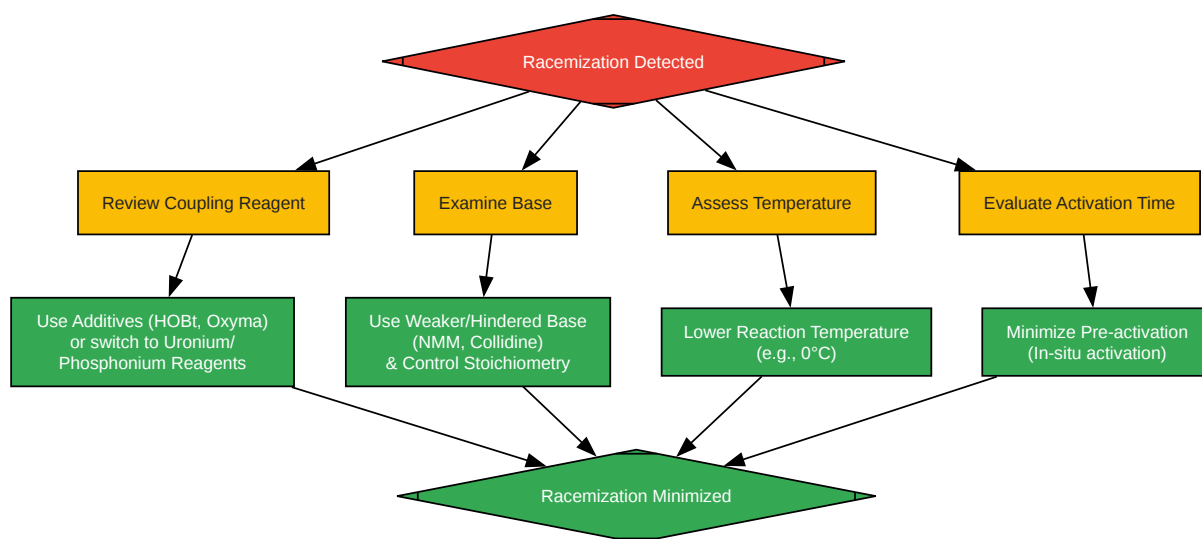 Racemization Detected
Review Coupling Reagent
Examine Base
Assess Temperature
Evaluate Activation Time
Use Additives (HOBt, Oxyma)
or switch to Uronium/
Phosphonium Reagents
Use Weaker/Hindered Base
(NMM, Collidine)
& Control Stoichiometry
Lower Reaction Temperature
(e.g., 0°C)
Minimize Pre-activation
(In-situ activation)
Racemization Minimized